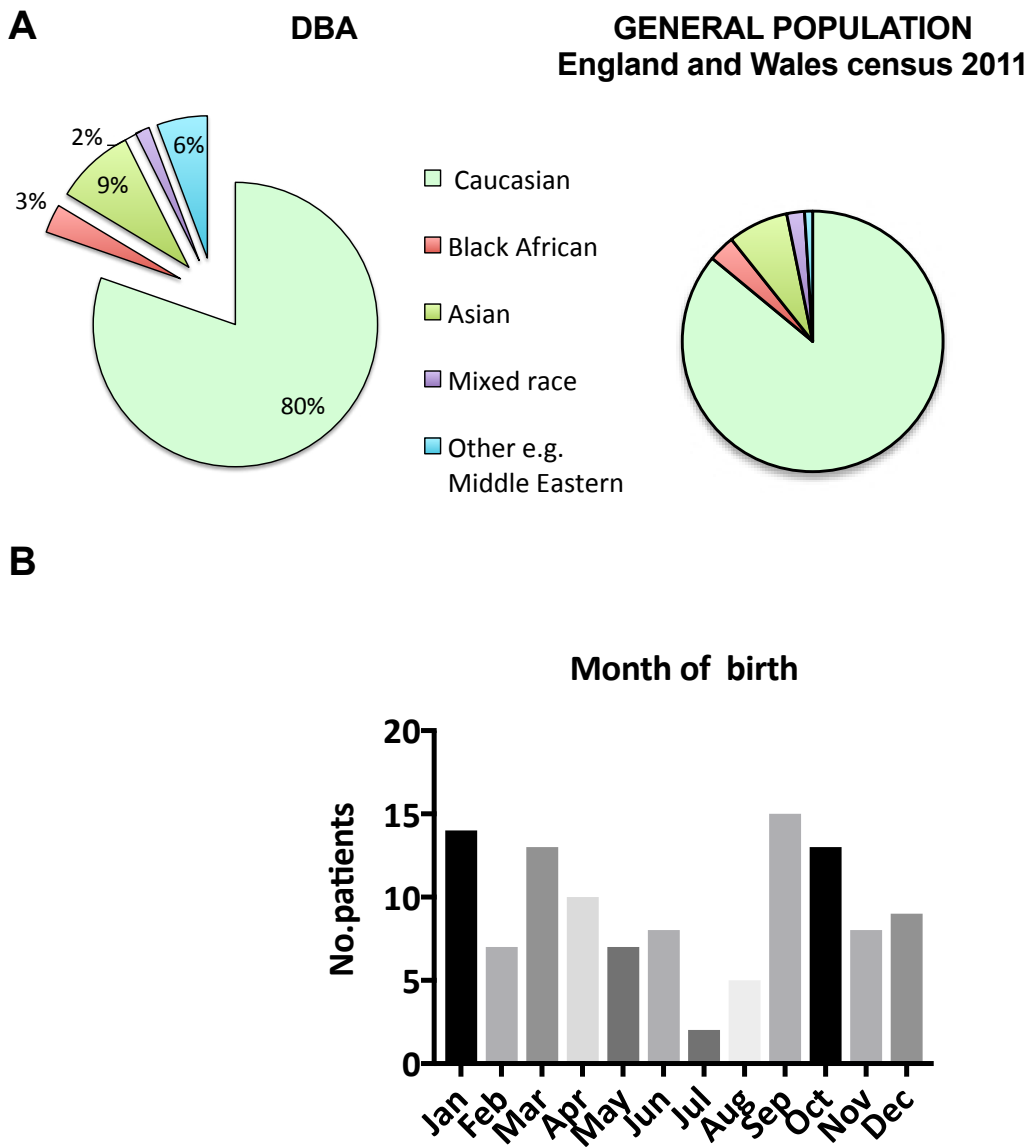 A
DBA
GENERAL POPULATION
England and Wales census 2011
2%
6%
9%
3%
80%
Caucasian
Black African
Asian
Mixed race
Other e.g.
Middle Eastern
B
Month of birth
No.patients
20
15
10
5
0
Jan
Feb
Mar
Apr
May
Jun
Jul
Aug
Sep
Oct
Nov
Dec